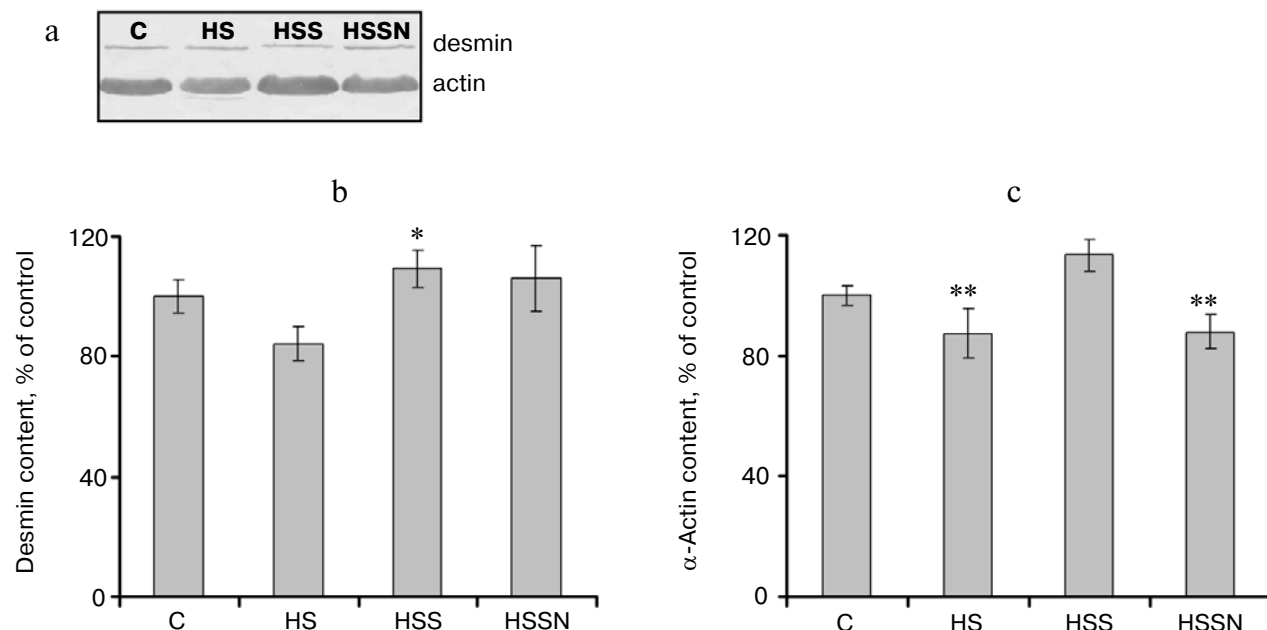 a
C HS HSS HSSN
desmin
actin
b
Desmin content, % of control
120
80
40
0
*
C HS HSS HSSN
c
α-Actin content, % of control
120
80
40
0
** **
C HS HSS HSSN